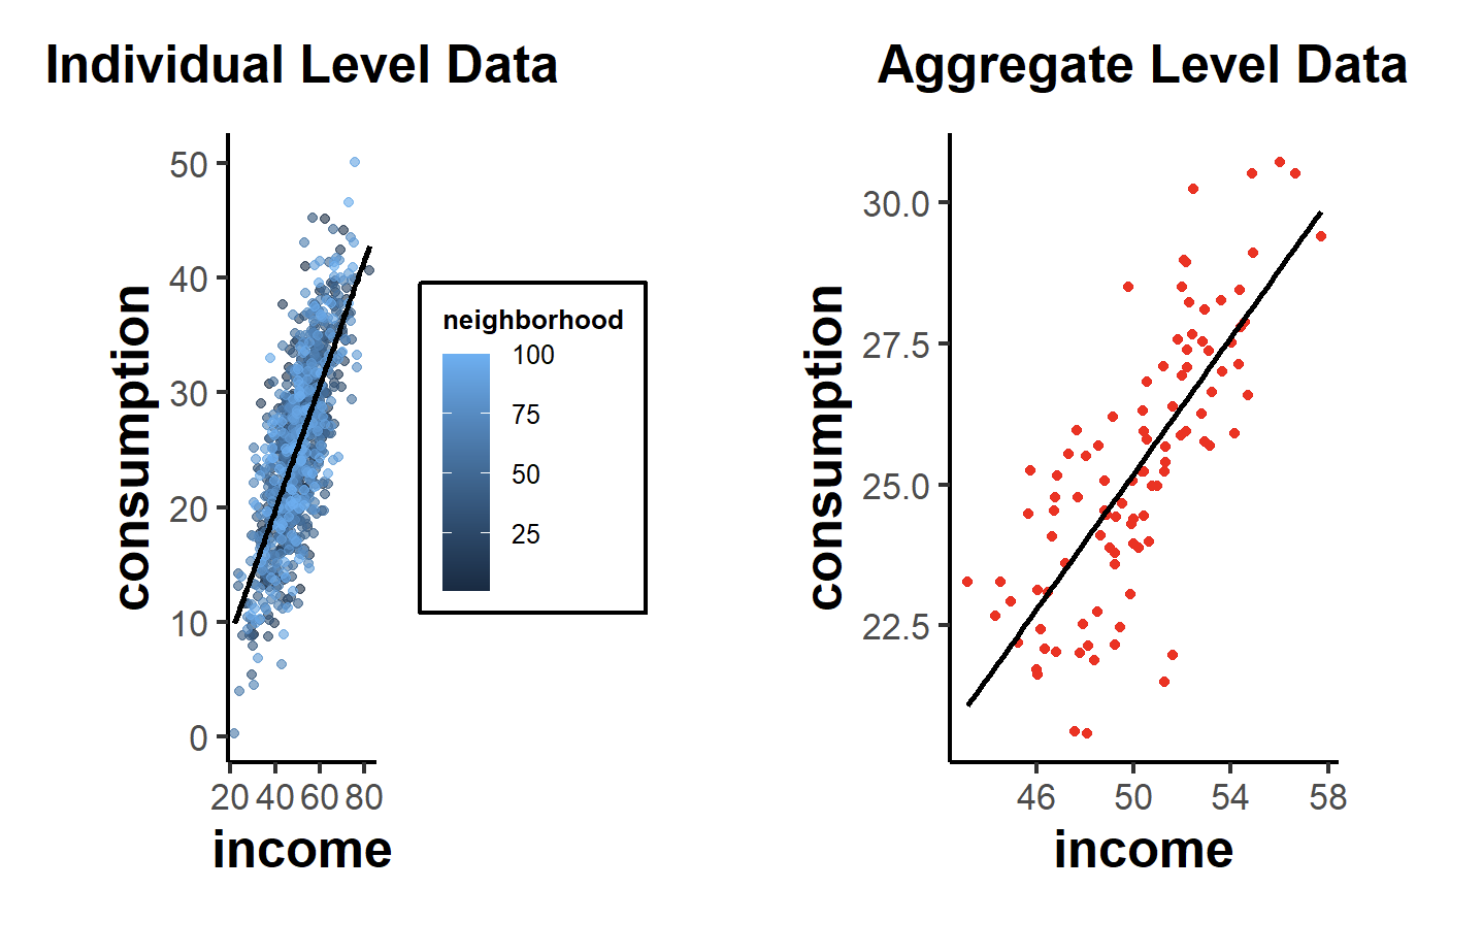 Individual Level Data
consumption
50
40
30
20
10
0
20 40 60 80
income
neighborhood
100
75
50
25
Aggregate Level Data
consumption
30.0
27.5
25.0
22.5
46 50 54 58
income